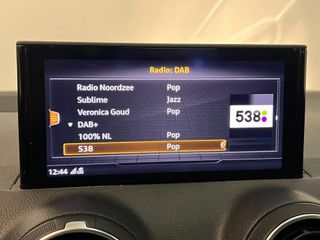 Radio: DAB
Radio Noordzee Pop
Sublime Jazz
Veronica Goud Pop
DAB+
100% NL Pop
538 Pop
538
12:44